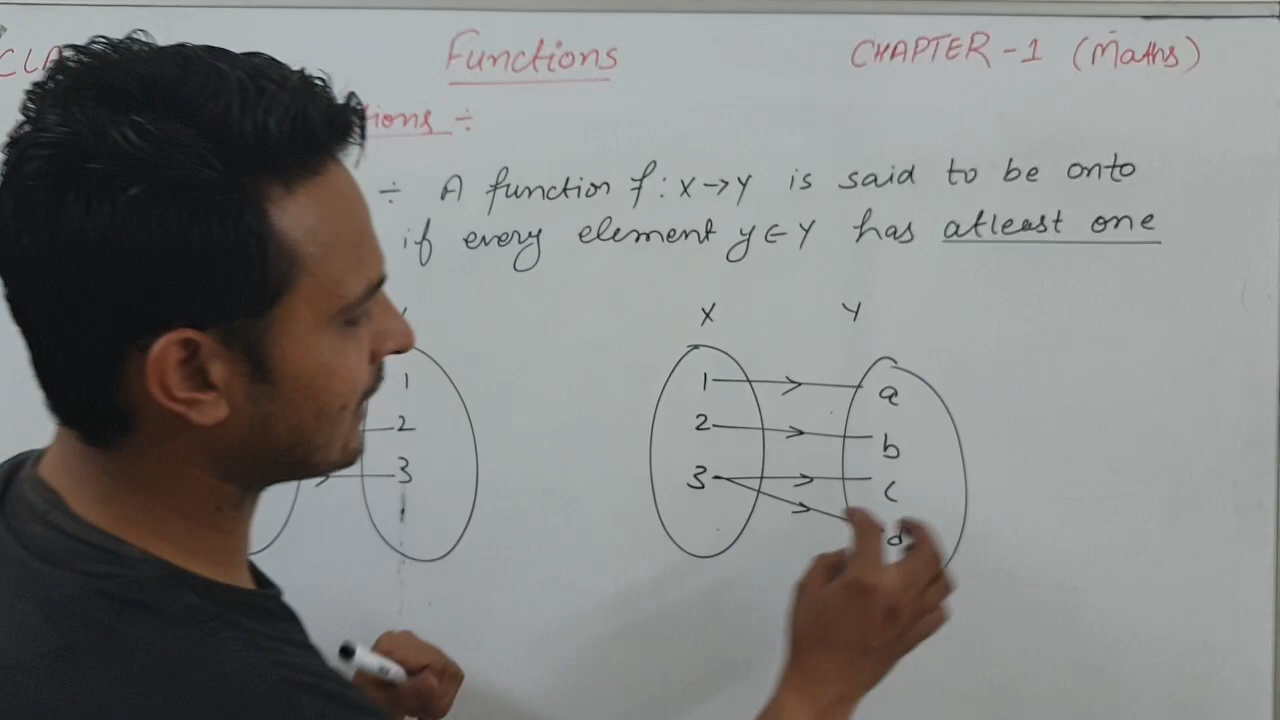 Functions
CHAPTER-1 (Maths)
÷
÷ A function f: X→Y is said to be onto
if every element y∈Y has atleast one
X Y
1
2
3
1 a
2 b
3 c
d